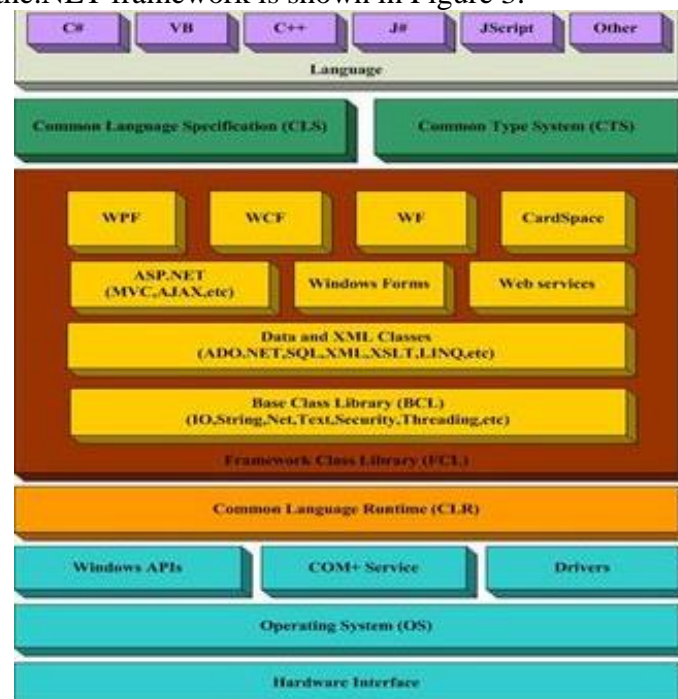 the.NET framework is shown in Figure 3.
C# VB C++ J# JScript Other
Language
Common Language Specification (CLS) Common Type System (CTS)
WPF WCF WF CardSpace
ASP.NET
(MVC,AJAX,etc)
Windows Forms
Web services
Data and XML Classes
(ADO.NET,SQL,XML,XSLT,LINQ,etc)
Base Class Library (BCL)
(IO,String,Net,Text,Security,Threading,etc)
Framework Class Library (FCL)
Common Language Runtime (CLR)
Windows APIs COM+ Service Drivers
Operating System (OS)
Hardware Interface